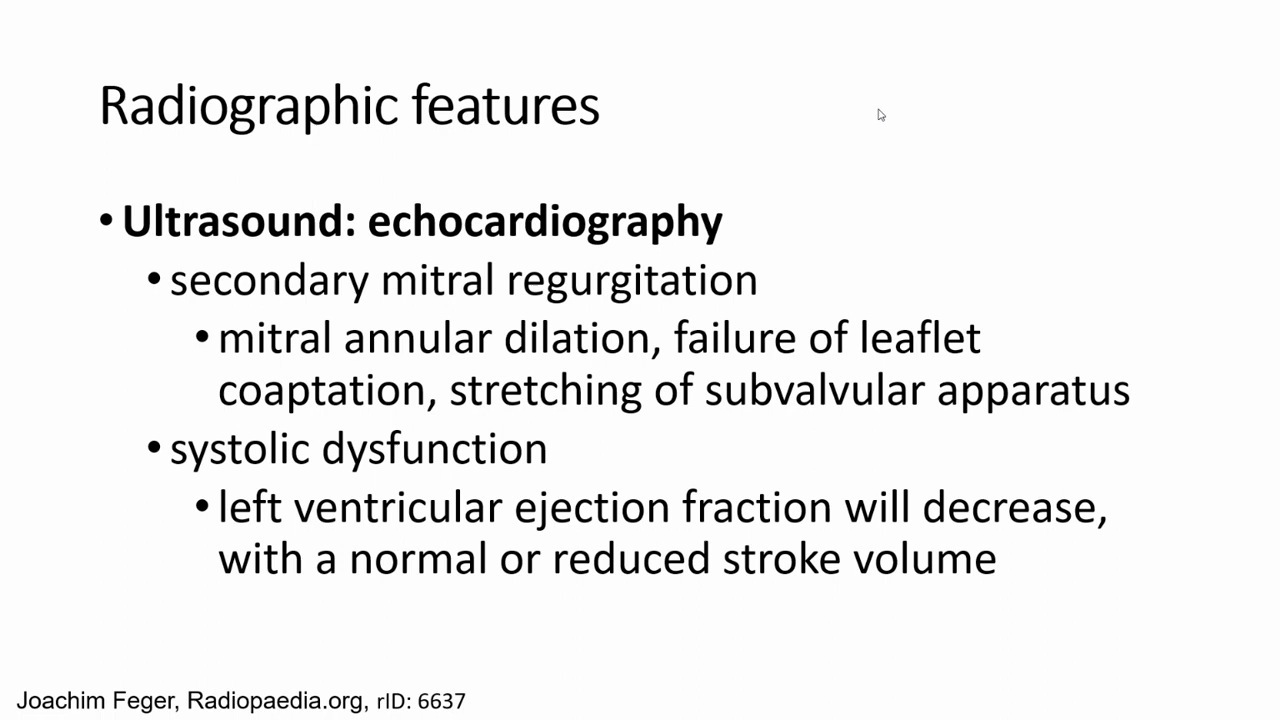 Radiographic features
• Ultrasound: echocardiography
• secondary mitral regurgitation
• mitral annular dilation, failure of leaflet
coaptation, stretching of subvalvular apparatus
• systolic dysfunction
• left ventricular ejection fraction will decrease,
with a normal or reduced stroke volume
Joachim Feger, Radiopaedia.org, rID: 6637